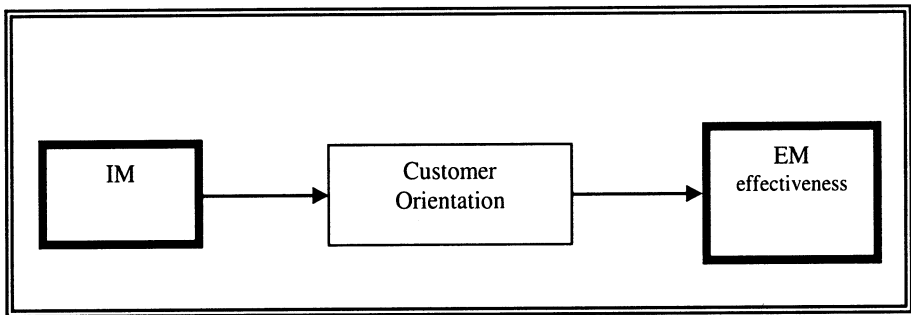 IM
Customer
Orientation
EM
effectiveness